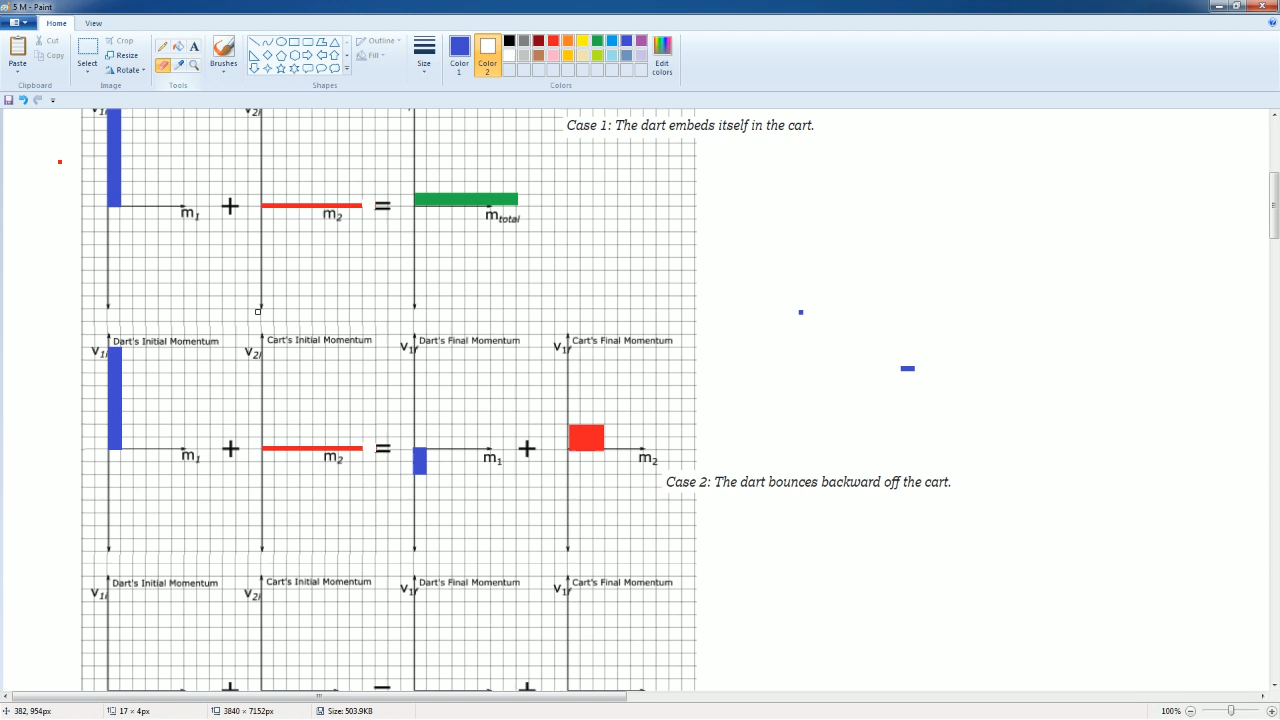 5 M - Paint
Home View
Paste
Cut
Copy
Clipboard
Select
Crop
Resize
Rotate
Image
A
Tools
Brushes
Outline
Fill
Shapes
Size
Color 1
Color 2
Edit colors
Colors
V1i V2i
Case 1: The dart embeds itself in the cart.
m1 + m2 = mtotal
Dart's Initial Momentum Cart's Initial Momentum Dart's Final Momentum Cart's Final Momentum
V1i V2i V1f V1f
m1 + m2 = m1 + m2
Case 2: The dart bounces backward off the cart.
Dart's Initial Momentum Cart's Initial Momentum Dart's Final Momentum Cart's Final Momentum
V1i V2i V1f V1f
+ = +
382, 954px 17 × 4px 3840 × 7152px Size: 503.9KB 100%